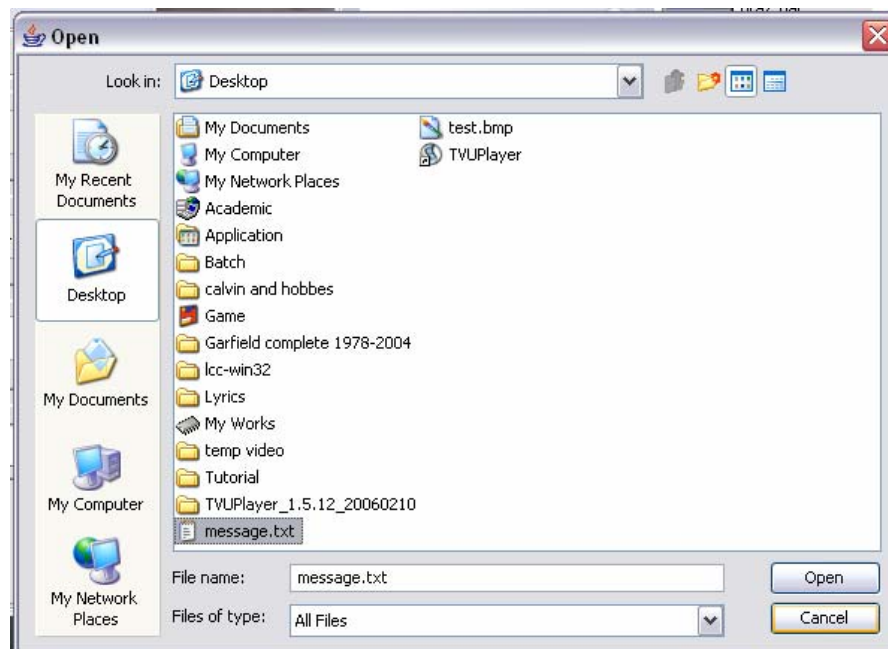 Open
Look in: Desktop
My Recent
Documents
Desktop
My Documents
My Computer
My Network
Places
My Documents
My Computer
My Network Places
Academic
Application
Batch
calvin and hobbes
Game
Garfield complete 1978-2004
lcc-win32
Lyrics
My Works
temp video
Tutorial
TVUPlayer_1.5.12_20060210
message.txt
test.bmp
TVUPlayer
File name: message.txt
Open
Files of type: All Files
Cancel